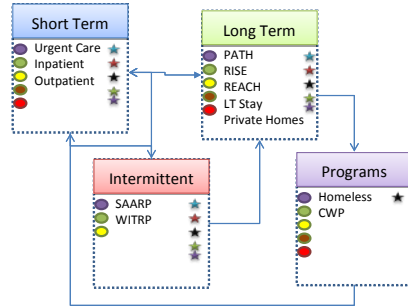 Short Term
Urgent Care
Inpatient
Outpatient
Long Term
PATH
RISE
REACH
LT Stay
Private Homes
Intermittent
SAARP
WITRP
Programs
Homeless
CWP